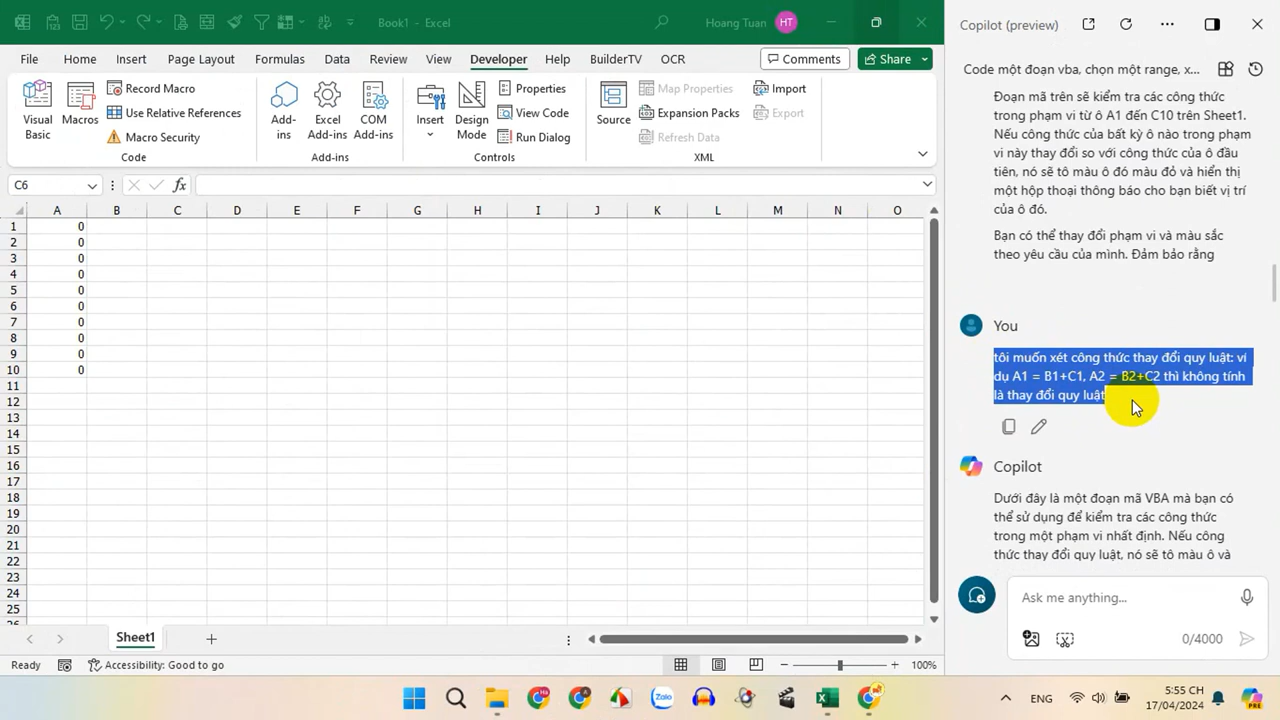 Book1 - Excel
Hoang Tuan
HT
File
Home
Insert
Draw
Page Layout
Formulas
Data
Review
View
Developer
Help
BuilderTV
OCR
Comments
Share
Visual Basic
Macros
Record Macro
Use Relative References
Macro Security
Code
Add-ins
Excel Add-ins
COM Add-ins
Add-ins
Insert
Design Mode
Properties
View Code
Run Dialog
Controls
Source
Map Properties
Expansion Packs
Refresh Data
Import
Export
XML
C6
fx
A B C D E F G H I J K L M N O
1 0
2 0
3 0
4 0
5 0
6 0
7 0
8 0
9 0
10 0
11
12
13
14
15
16
17
18
19
20
21
22
23
24
25
Sheet1
Ready
Accessibility: Good to go
100%
Copilot (preview)
Code một đoạn vba, chọn một range, x...
Đoạn mã trên sẽ kiểm tra các công thức
trong phạm vi từ ô A1 đến C10 trên Sheet1.
Nếu công thức của bất kỳ ô nào trong phạm
vi này thay đổi so với công thức của ô đầu
tiên, nó sẽ tô màu ô đó màu đỏ và hiển thị
một hộp thoại thông báo cho bạn biết vị trí
của ô đó.
Bạn có thể thay đổi phạm vi và màu sắc
theo yêu cầu của mình. Đảm bảo rằng
You
tôi muốn xét công thức thay đổi quy luật: ví
dụ A1 = B1+C1, A2 = B2+C2 thì không tính
là thay đổi quy luật
Copilot
Dưới đây là một đoạn mã VBA mà bạn có
thể sử dụng để kiểm tra các công thức
trong một phạm vi nhất định. Nếu công
thức thay đổi quy luật, nó sẽ tô màu ô và
Ask me anything...
0/4000
Zalo
ENG
5:55 CH
17/04/2024
PRE